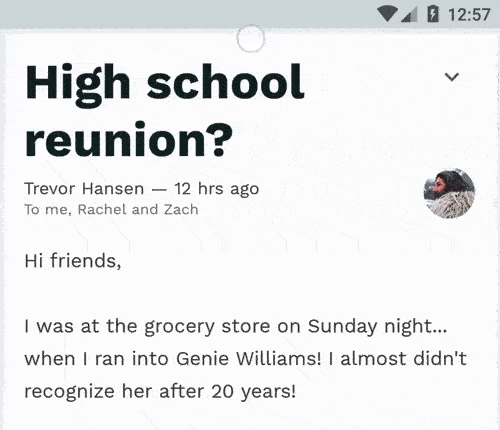 12:57
High school
reunion?
Trevor Hansen — 12 hrs ago
To me, Rachel and Zach
Hi friends,
I was at the grocery store on Sunday night...
when I ran into Genie Williams! I almost didn't
recognize her after 20 years!